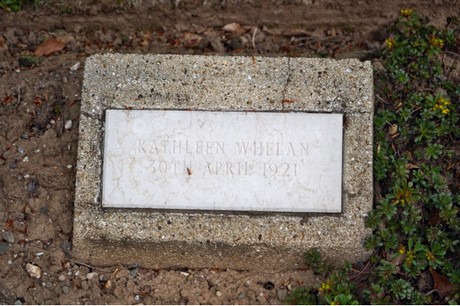 KATHLEEN WHELAN
30TH APRIL 1921